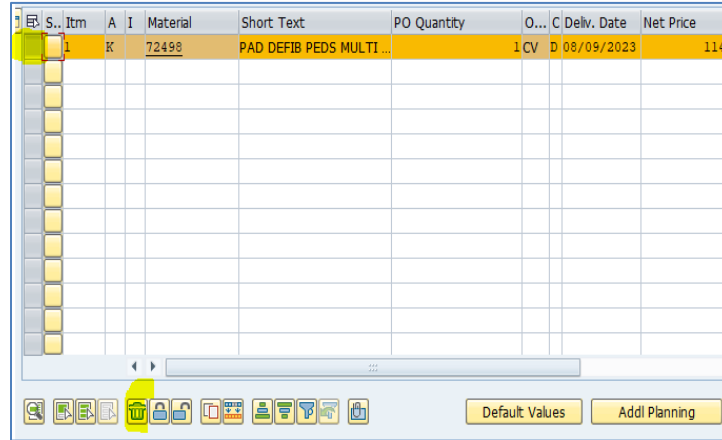 S.. Itm A I Material Short Text PO Quantity O... C Deliv. Date Net Price
1 K 72498 PAD DEFIB PEDS MULTI ... 1 CV D 08/09/2023 114
Default Values Addl Planning